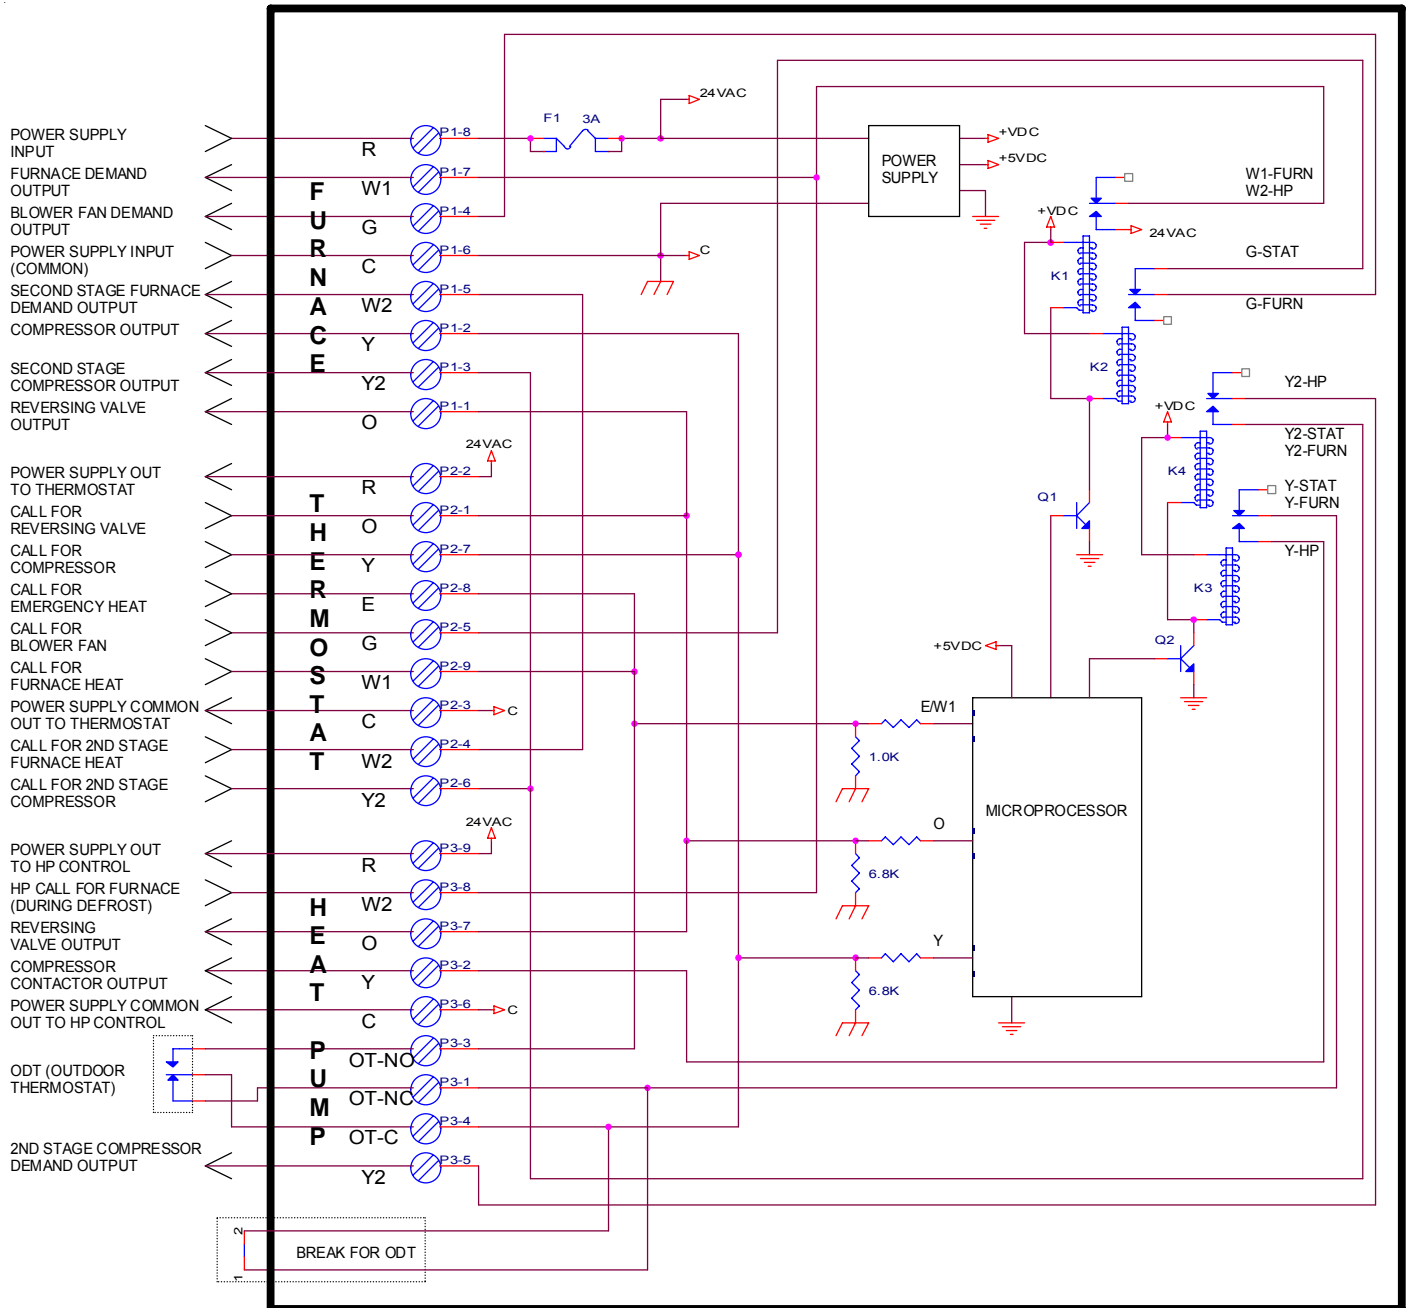 POWER SUPPLY
INPUT
R
P1-8
F1 3A
24VAC
POWER
SUPPLY
+VDC
+5VDC
FURNACE DEMAND
OUTPUT
W1
P1-7
BLOWER FAN DEMAND
OUTPUT
G
P1-4
POWER SUPPLY INPUT
(COMMON)
C
P1-6
C
SECOND STAGE FURNACE
DEMAND OUTPUT
W2
P1-5
COMPRESSOR OUTPUT
Y
P1-2
SECOND STAGE
COMPRESSOR OUTPUT
Y2
P1-3
REVERSING VALVE
OUTPUT
O
P1-1
FURNACE
W1-FURN
W2-HP
+VDC
24VAC
K1
G-STAT
G-FURN
K2
Y2-HP
+VDC
Y2-STAT
Y2-FURN
K4
Y-STAT
Y-FURN
Y-HP
K3
Q1
Q2
POWER SUPPLY OUT
TO THERMOSTAT
R
P2-2
24VAC
CALL FOR
REVERSING VALVE
O
P2-1
CALL FOR
COMPRESSOR
Y
P2-7
CALL FOR
EMERGENCY HEAT
E
P2-8
CALL FOR
BLOWER FAN
G
P2-5
CALL FOR
FURNACE HEAT
W1
P2-9
POWER SUPPLY COMMON
OUT TO THERMOSTAT
C
P2-3
C
CALL FOR 2ND STAGE
FURNACE HEAT
W2
P2-4
CALL FOR 2ND STAGE
COMPRESSOR
Y2
P2-6
THERMOSTAT
+5VDC
E/W1
1.0K
MICROPROCESSOR
O
6.8K
Y
6.8K
POWER SUPPLY OUT
TO HP CONTROL
R
P3-9
24VAC
HP CALL FOR FURNACE
(DURING DEFROST)
W2
P3-8
REVERSING
VALVE OUTPUT
O
P3-7
COMPRESSOR
CONTACTOR OUTPUT
Y
P3-2
POWER SUPPLY COMMON
OUT TO HP CONTROL
C
P3-6
C
ODT (OUTDOOR
THERMOSTAT)
OT-NO
P3-3
OT-NC
P3-1
OT-C
P3-4
2ND STAGE COMPRESSOR
DEMAND OUTPUT
Y2
P3-5
HEAT PUMP
2
1
BREAK FOR ODT